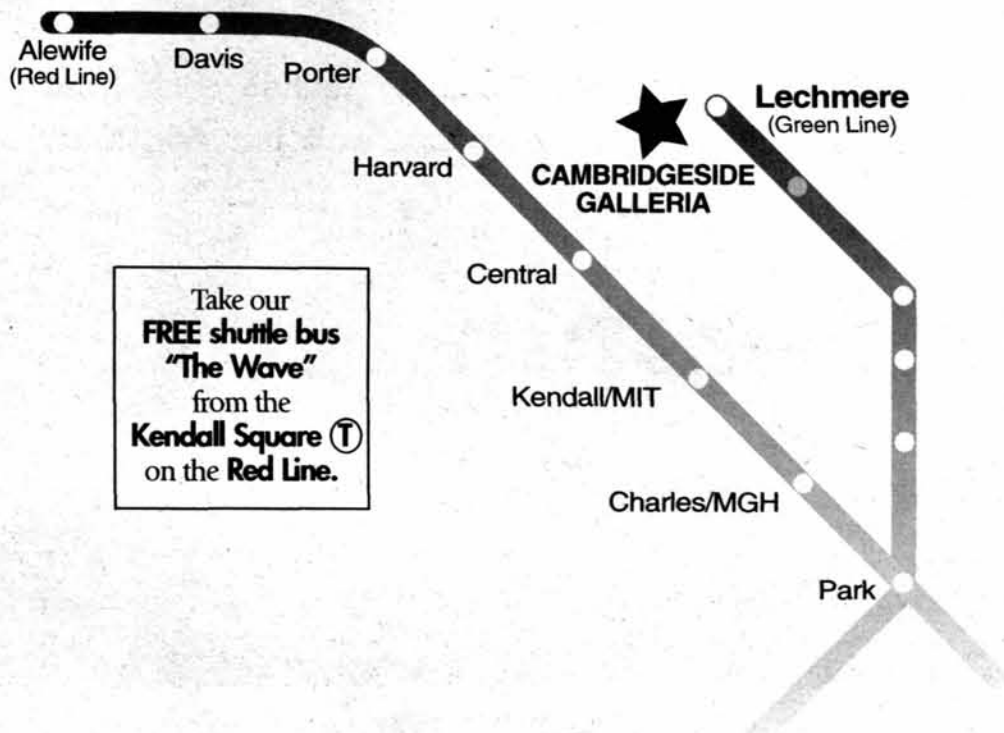 Alewife
(Red Line)
Davis
Porter
Lechmere
(Green Line)
Harvard
CAMBRIDGESIDE
GALLERIA
Central
Take our
FREE shuttle bus
"The Wave"
from the
Kendall Square Ⓣ
on the Red Line.
Kendall/MIT
Charles/MGH
Park